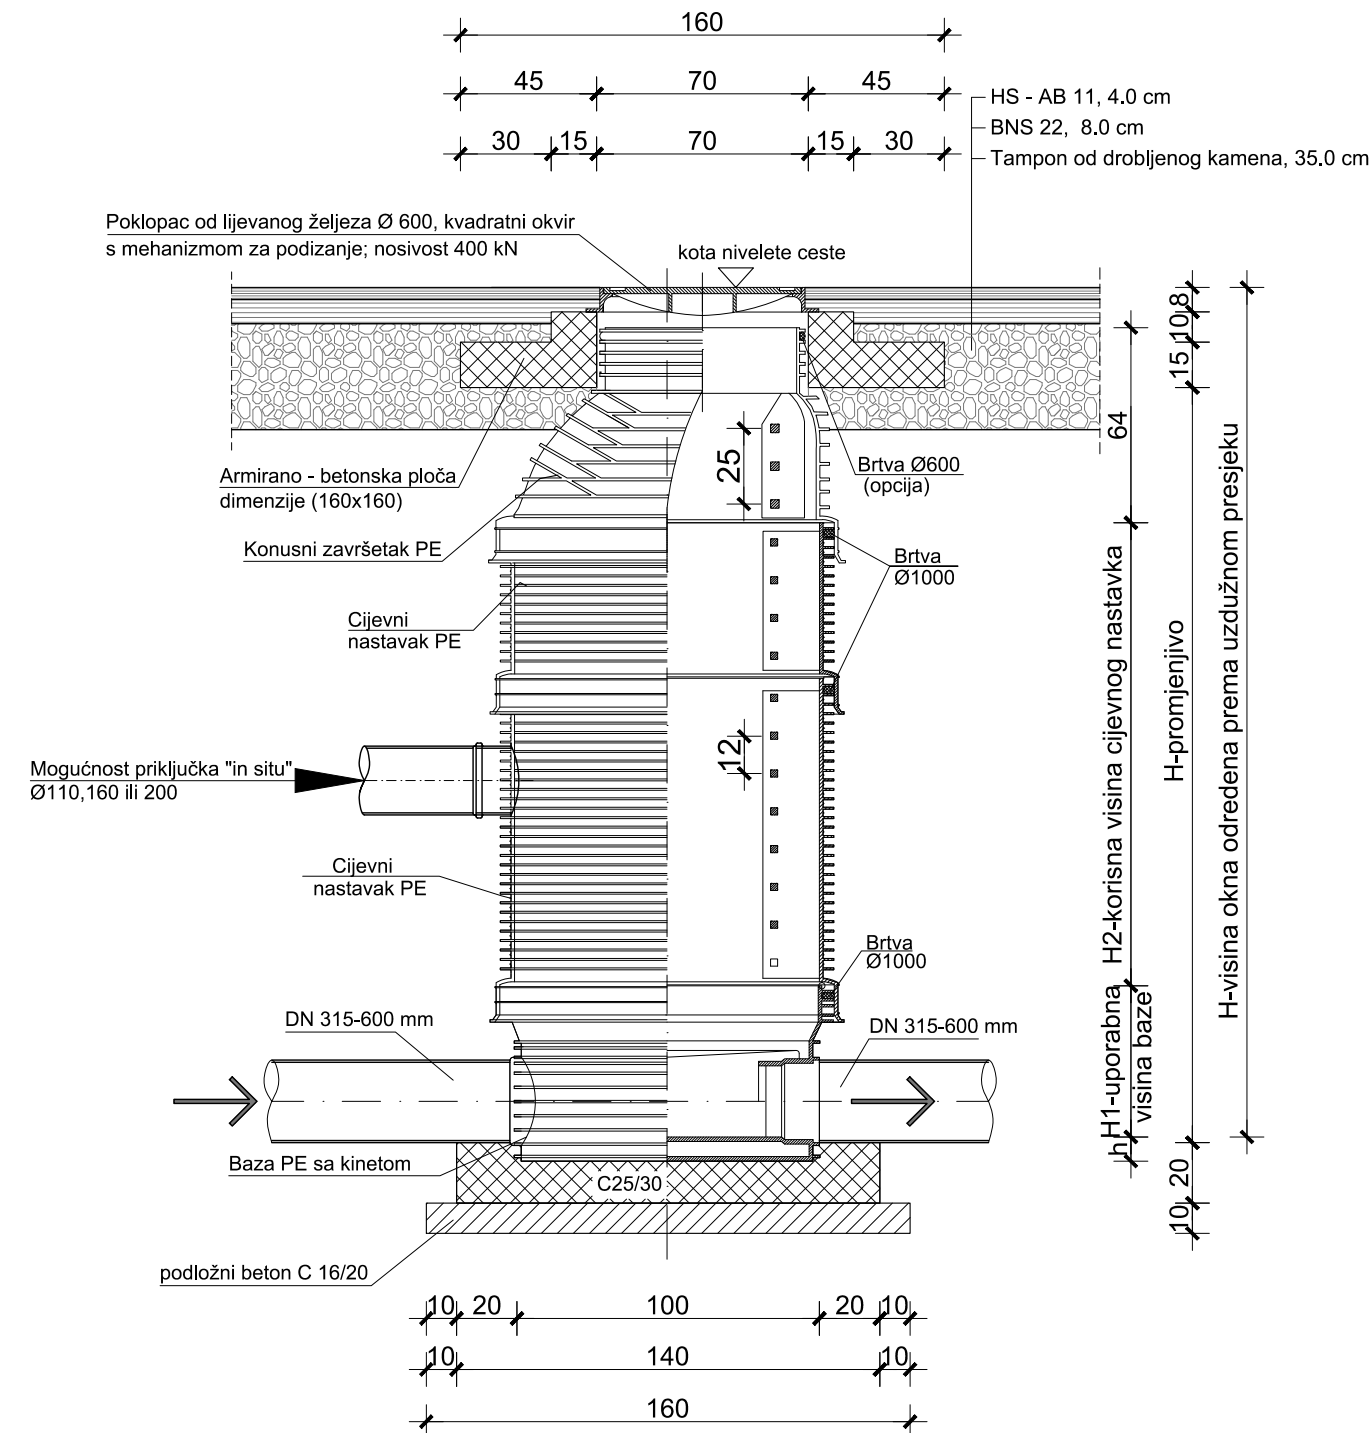 160
45 70 45
30 15 70 15 30
HS - AB 11, 4.0 cm
BNS 22, 8.0 cm
Tampon od drobljenog kamena, 35.0 cm
Poklopac od lijevanog željeza Ø 600, kvadratni okvir
s mehanizmom za podizanje; nosivost 400 kN
kota nivelete ceste
8
10
15
64
25
Armirano - betonska ploča
dimenzije (160x160)
Brtva Ø600
(opcija)
Konusni završetak PE
Brtva
Ø1000
Cijevni
nastavak PE
12
Mogućnost priključka "in situ"
Ø110,160 ili 200
Cijevni
nastavak PE
Brtva
Ø1000
H2-korisna visina cijevnog nastavka
H-promjenjivo
H-visina okna odredena prema uzdužnom presjeku
DN 315-600 mm
DN 315-600 mm
H1-uporabna
visina baze
h
20
10
Baza PE sa kinetom
C25/30
podložni beton C 16/20
10 20 100 20 10
10 140 10
160